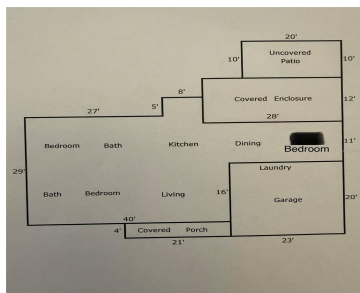 20'
10'
Uncovered
Patio
10'
8'
5'
27'
Covered Enclosure
12'
28'
Bedroom
Bath
Kitchen
Dining
Bedroom
11'
29'
Laundry
Bath
Bedroom
Living
16'
Garage
20'
40'
4'
Covered Porch
21'
23'